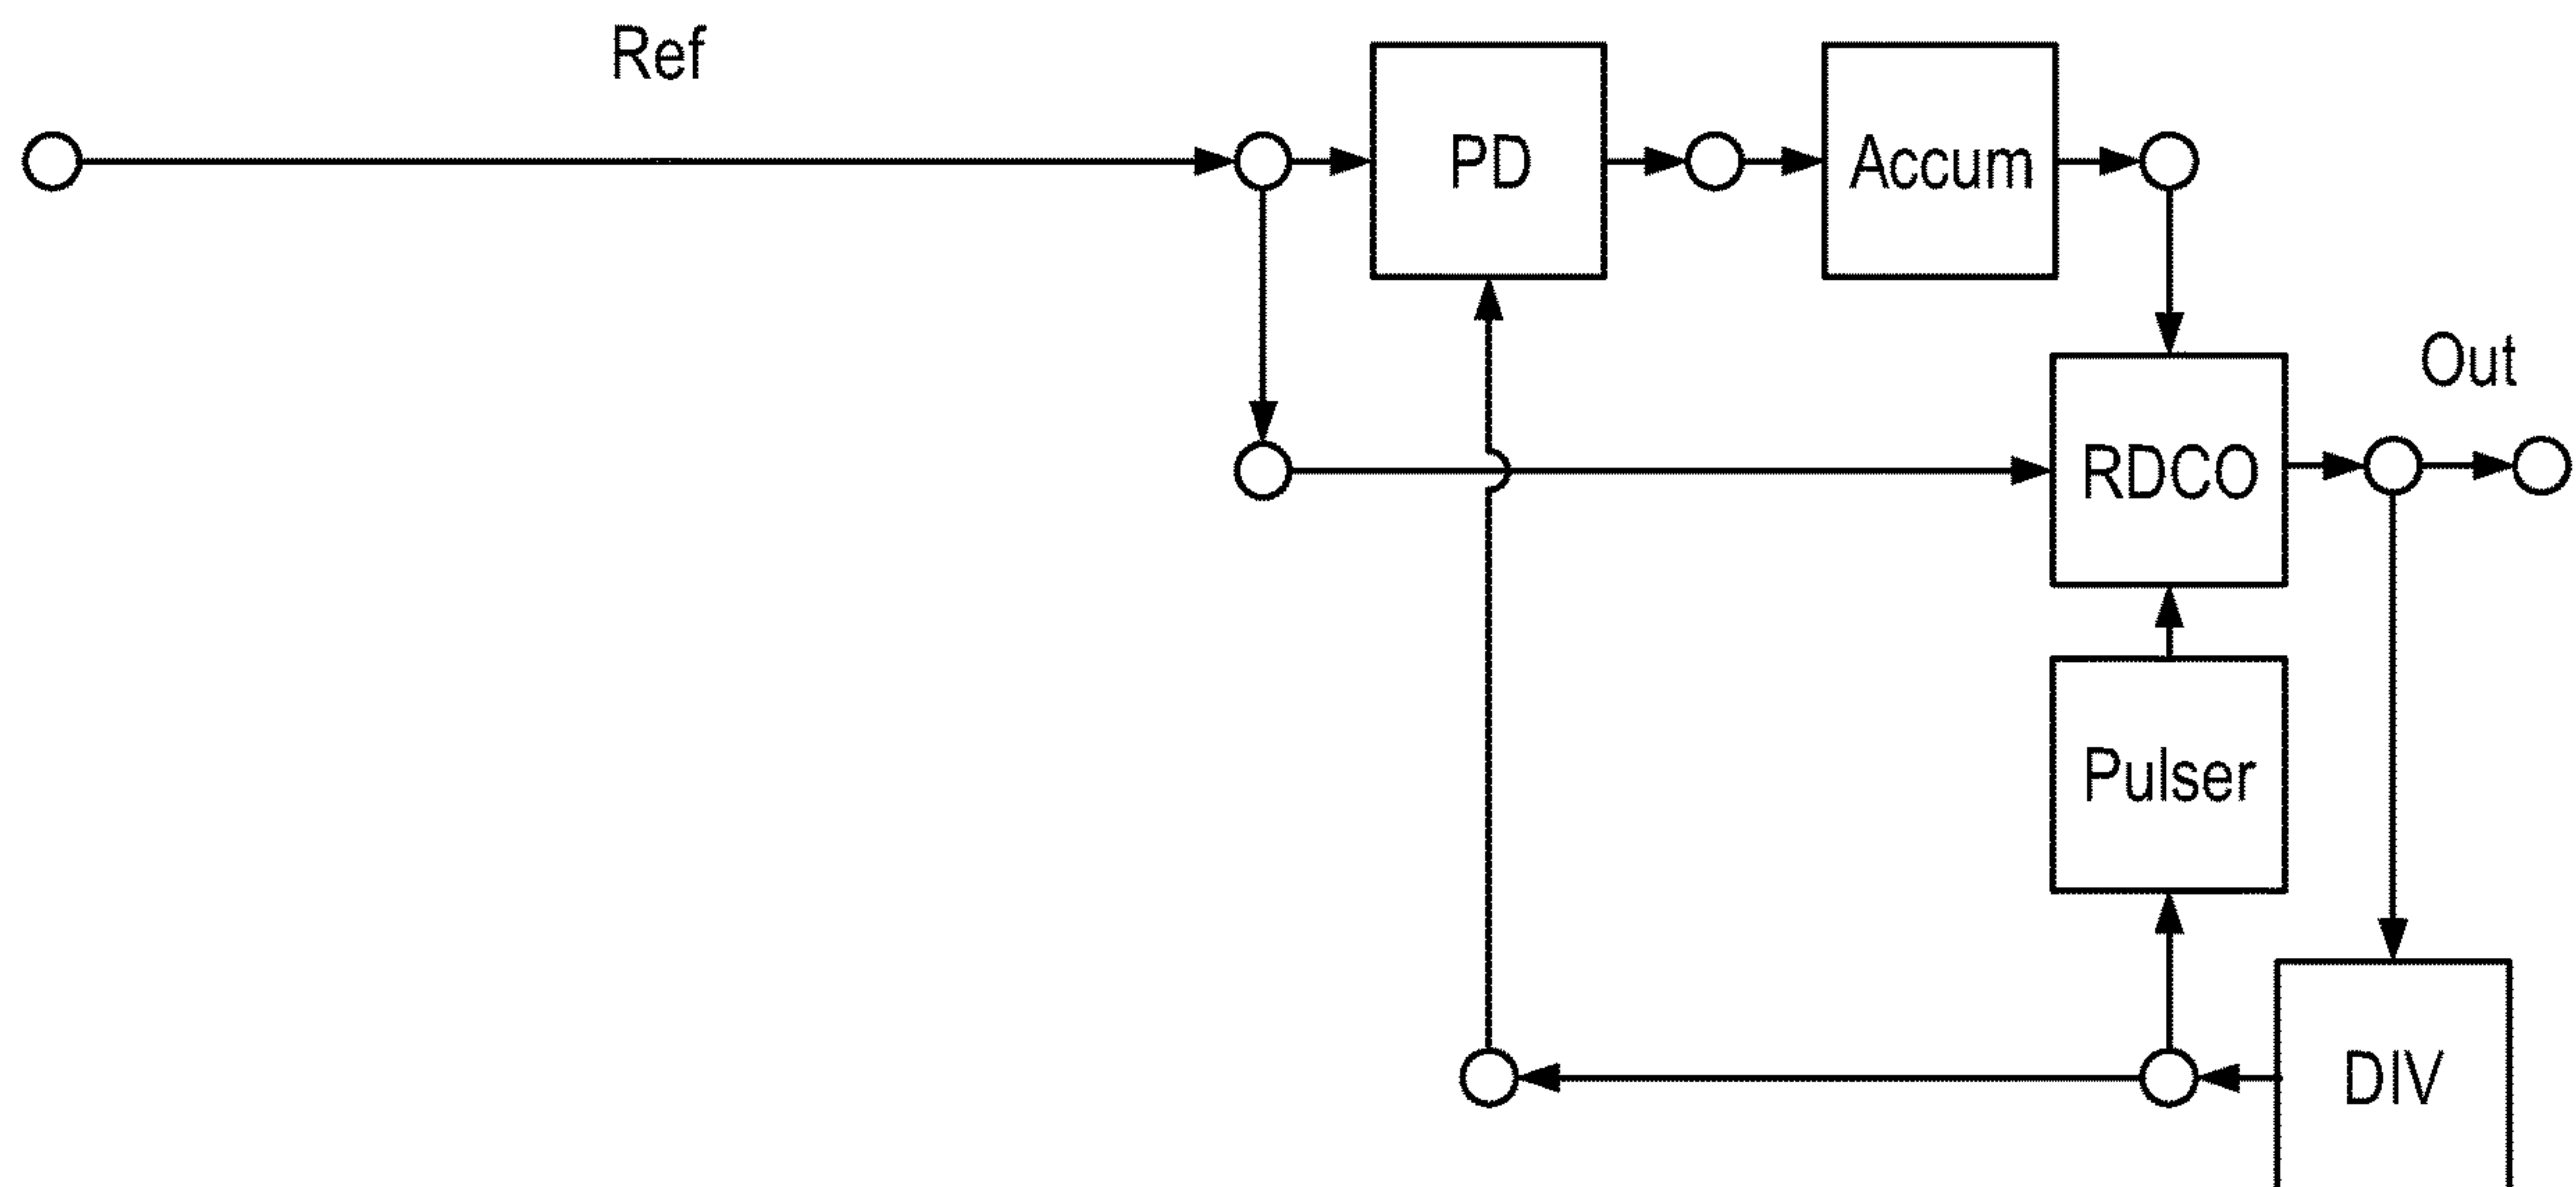 Ref
PD
Accum
Out
RDCO
Pulser
DIV